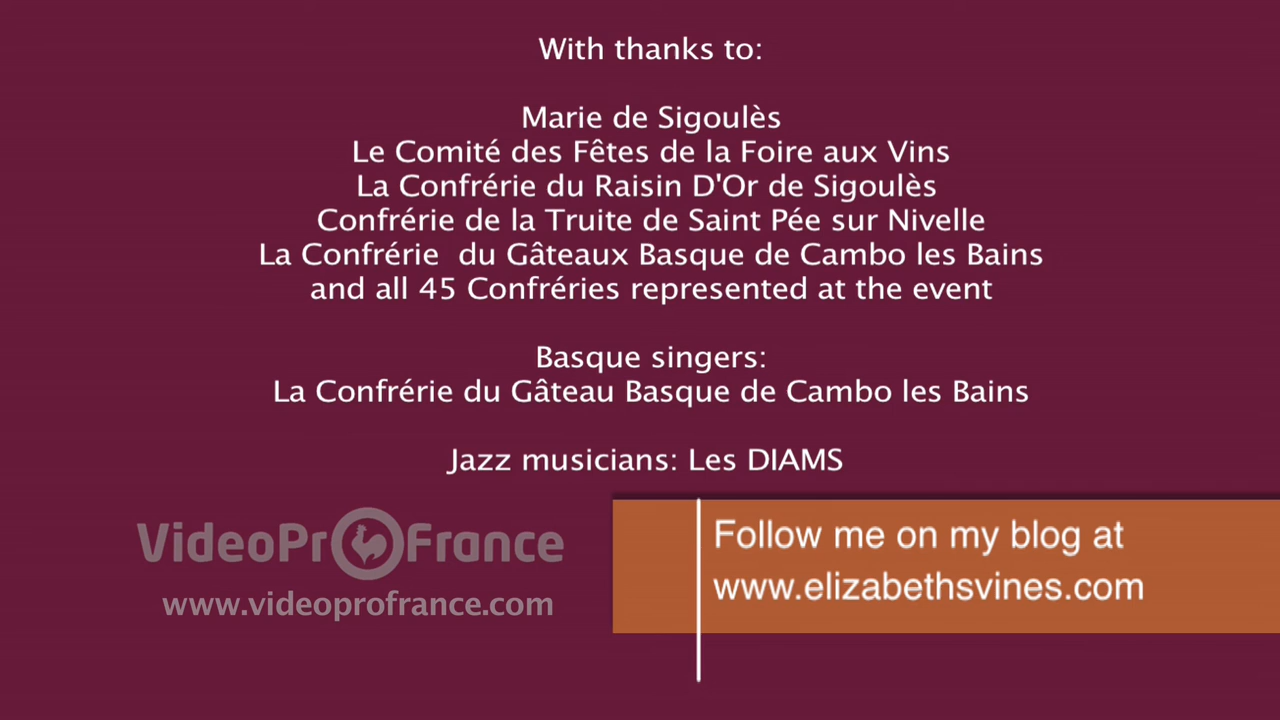 With thanks to:
Marie de Sigoulès
Le Comité des Fêtes de la Foire aux Vins
La Confrérie du Raisin D'Or de Sigoulès
Confrérie de la Truite de Saint Pée sur Nivelle
La Confrérie  du Gâteaux Basque de Cambo les Bains
and all 45 Confréries represented at the event
Basque singers:
La Confrérie du Gâteau Basque de Cambo les Bains
Jazz musicians: Les DIAMS
VideoProFrance
www.videoprofrance.com
Follow me on my blog at
www.elizabethsvines.com